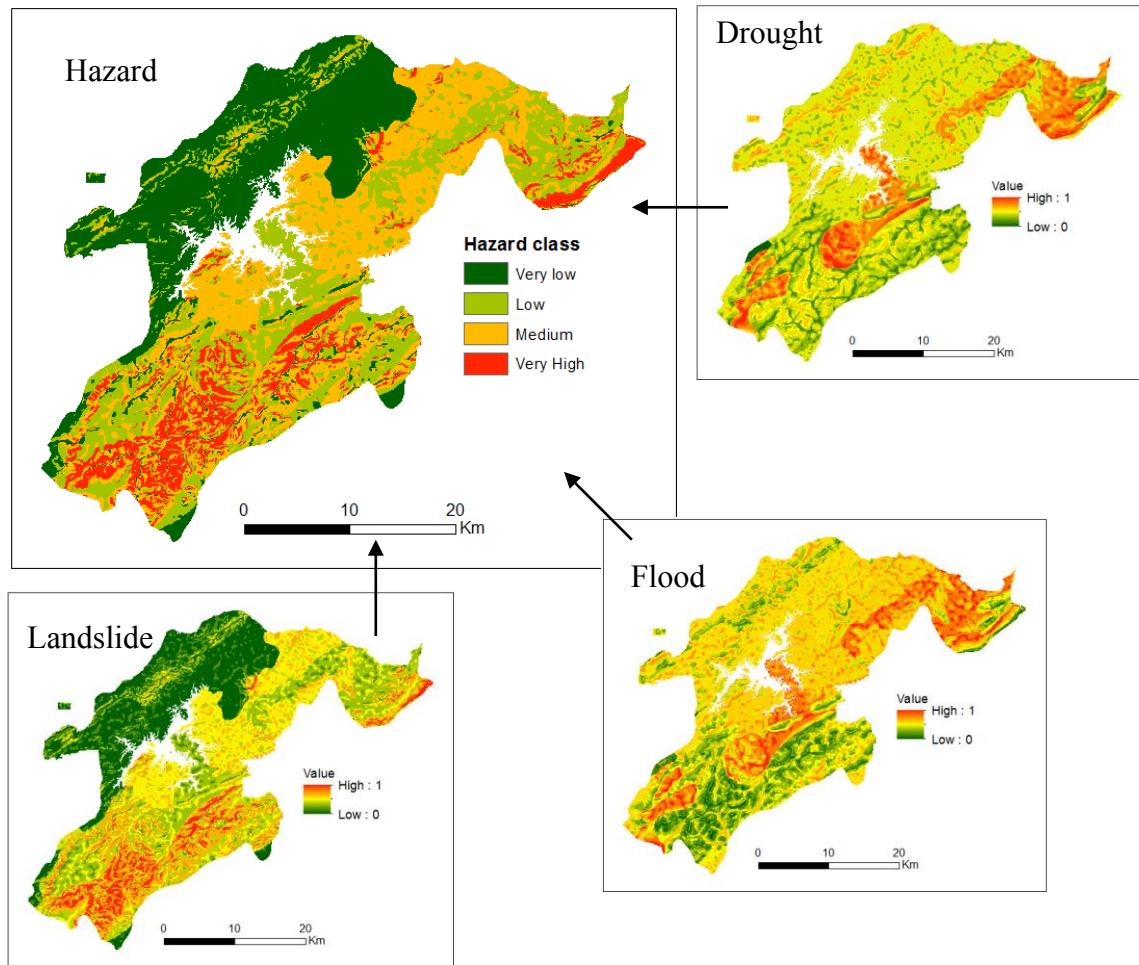 Hazard
Hazard class
Very low
Low
Medium
Very High
0 10 20
Km
Drought
Value
High : 1
Low : 0
0 10 20
Km
Landslide
Value
High : 1
Low : 0
0 10 20
Km
Flood
Value
High : 1
Low : 0
0 10 20
Km